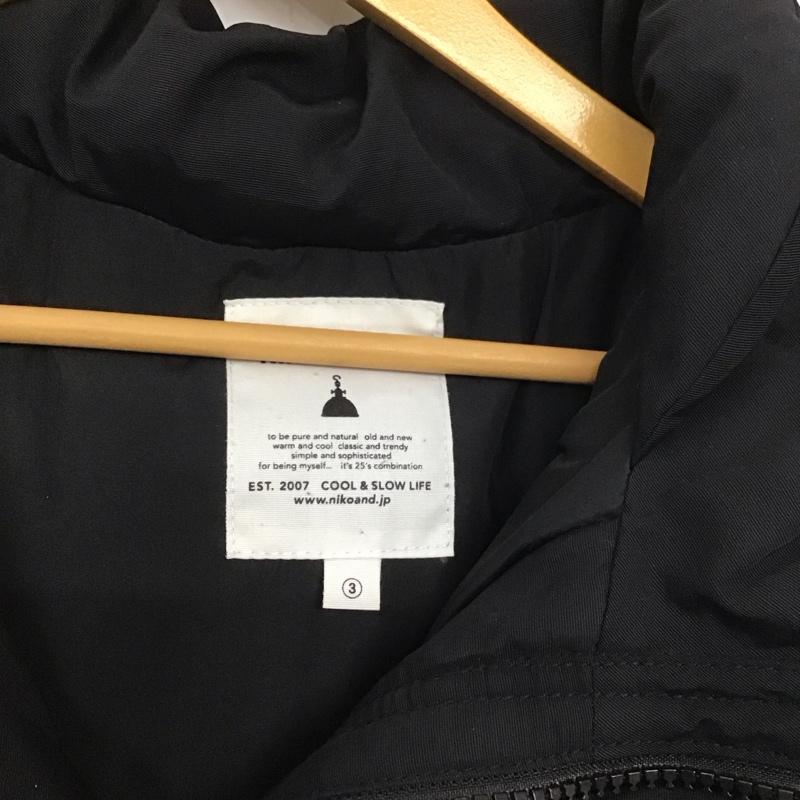 to be pure and natural old and new
warm and cool classic and trendy
simple and sophisticated
for being myself... it's 25's combination
EST. 2007 COOL & SLOW LIFE
www.nikoand.jp
③